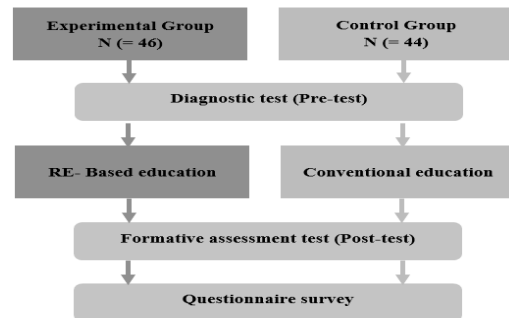 Experimental Group
N (= 46)
Control Group
N (= 44)
Diagnostic test (Pre-test)
RE- Based education
Conventional education
Formative assessment test (Post-test)
Questionnaire survey